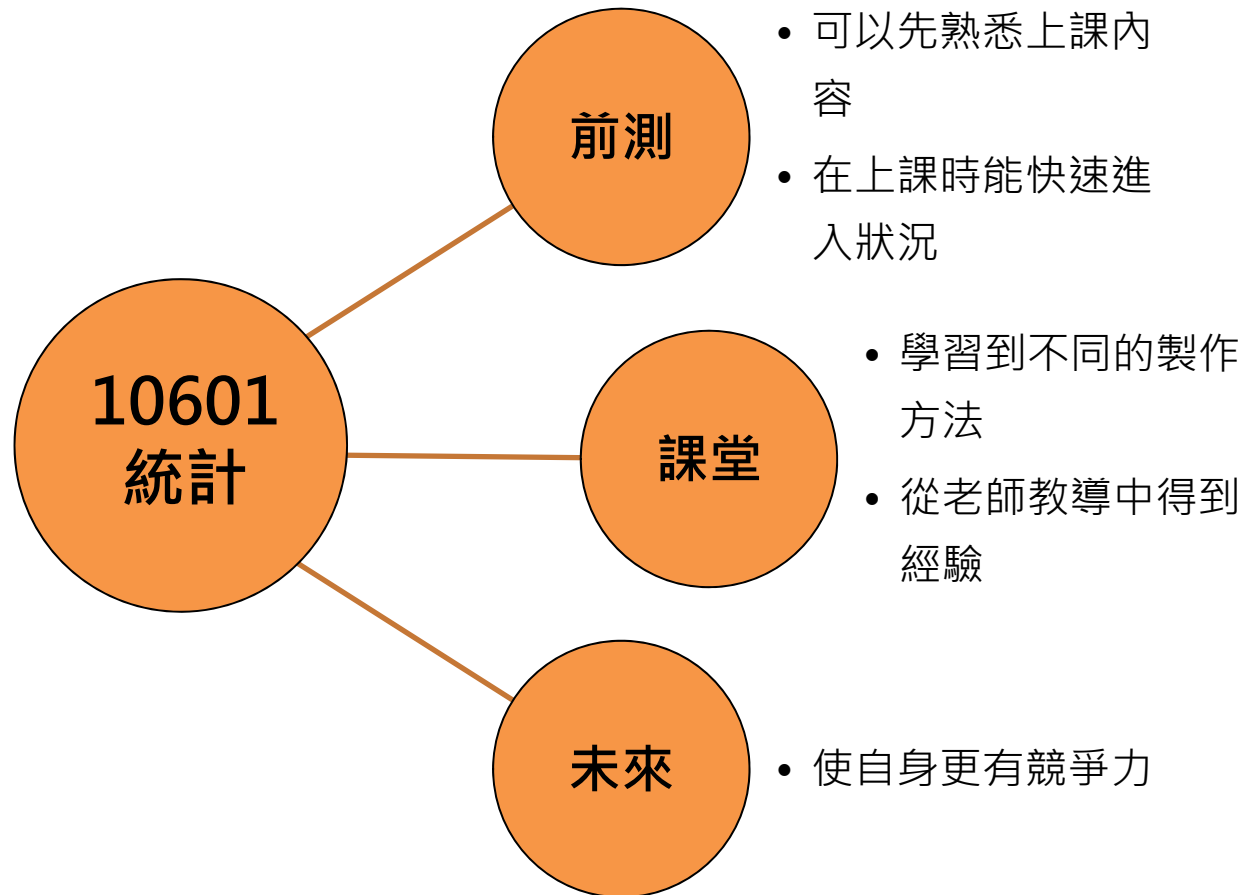 10601
統計
前測
• 可以先熟悉上課內
容
• 在上課時能快速進
入狀況
課堂
• 學習到不同的製作
方法
• 從老師教導中得到
經驗
未來
• 使自身更有競爭力